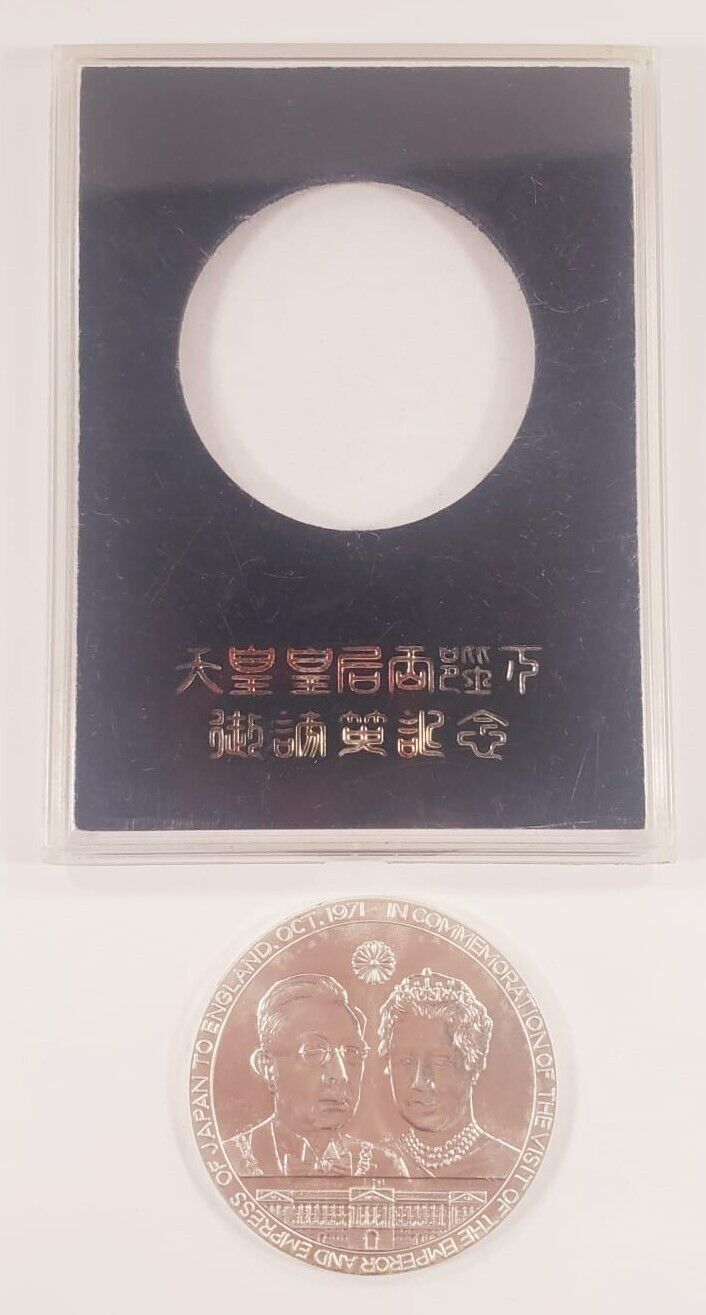 天皇皇后両陛下
御訪英記念
IN COMMEMORATION OF THE VISIT OF THE EMPEROR AND EMPRESS OF JAPAN TO ENGLAND, OCT. 1971